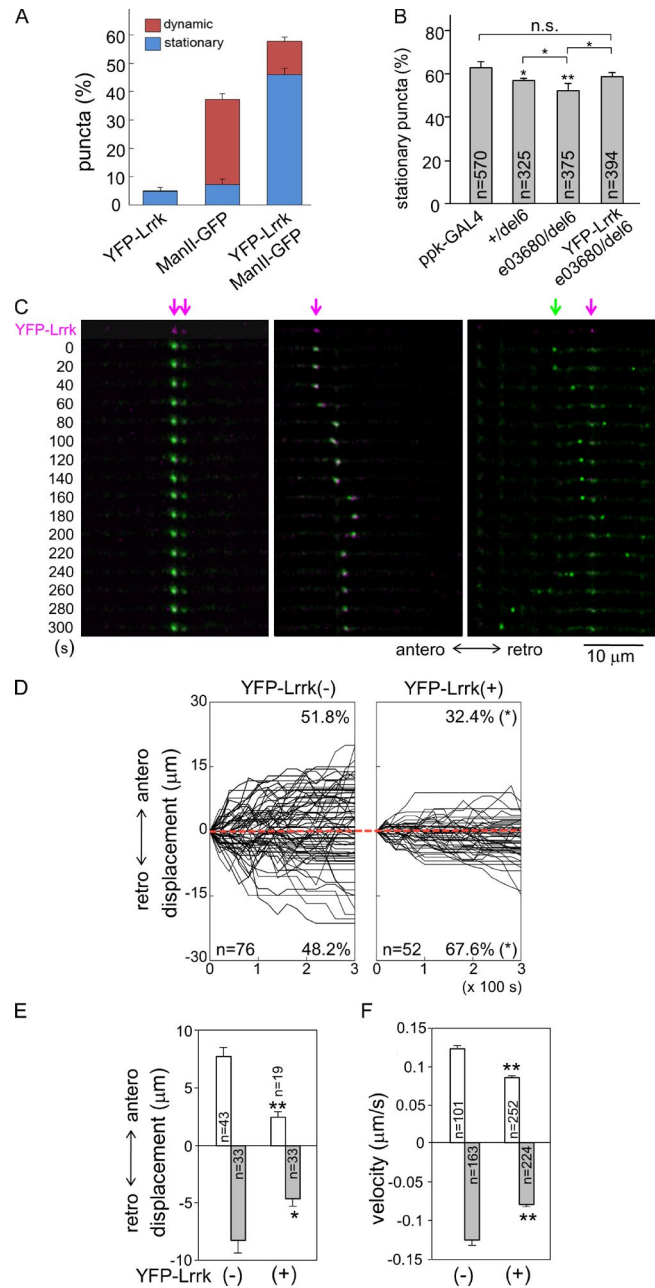 A
dynamic
stationary
puncta (%)
60
50
40
30
20
10
0
YFP-Lrrk
ManII-GFP
YFP-Lrrk
ManII-GFP
B
stationary puncta (%)
80
60
40
20
0
n.s.
*
*
*
**
n=570
n=325
n=375
n=394
ppk-GAL4
+/del6
e03680/del6
YFP-Lrrk
e03680/del6
C
YFP-Lrrk
0
20
40
60
80
100
120
140
160
180
200
220
240
260
280
300
(s)
antero
retro
10 μm
D
YFP-Lrrk(-)
YFP-Lrrk(+)
retro
antero
displacement (μm)
30
15
0
-15
-30
51.8%
32.4% (*)
n=76
48.2%
n=52
67.6% (*)
0
1
2
3
0
1
2
3
(x 100 s)
E
retro
antero
displacement (μm)
10
5
0
-5
-10
n=43
n=33
n=19
**
n=33
*
YFP-Lrrk
(-)
(+)
F
velocity (μm/s)
0.15
0.1
0.05
0
-0.05
-0.1
-0.15
n=101
n=163
**
n=252
n=224
**
(-)
(+)